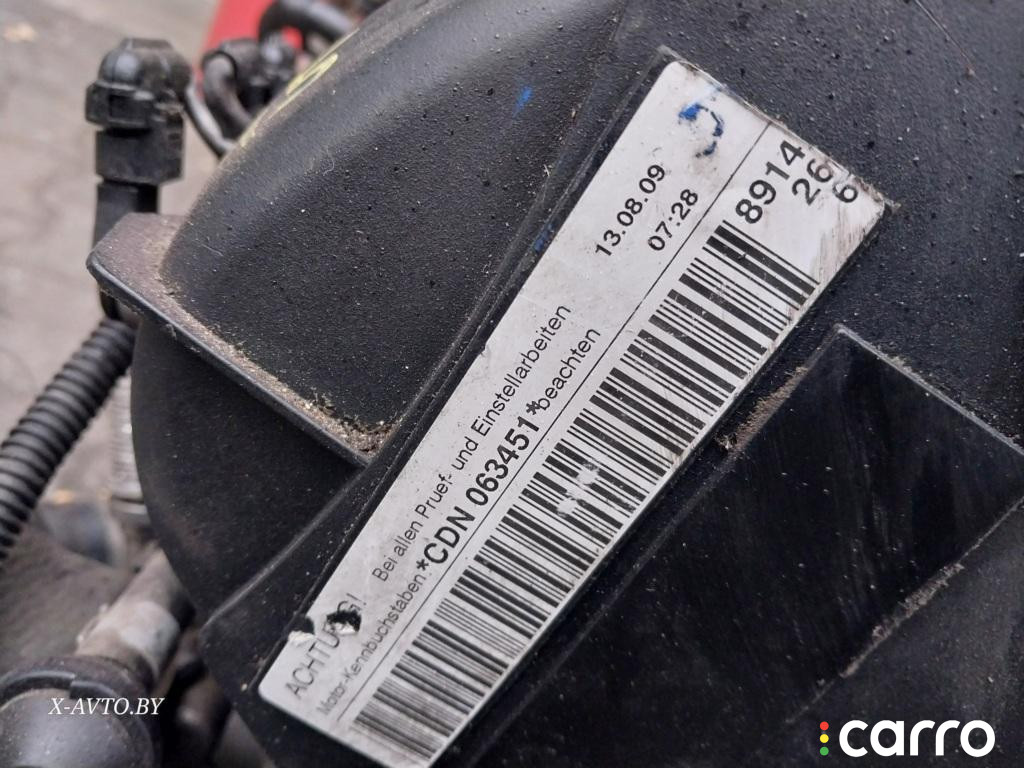 ACHTUNG! Bei allen Pruef- und Einstellarbeiten 13.08.09
Motor-Kennbuchstaben *CDN 063451* beachten 07:28
8914
26
6
X-AVTO.BY
carro